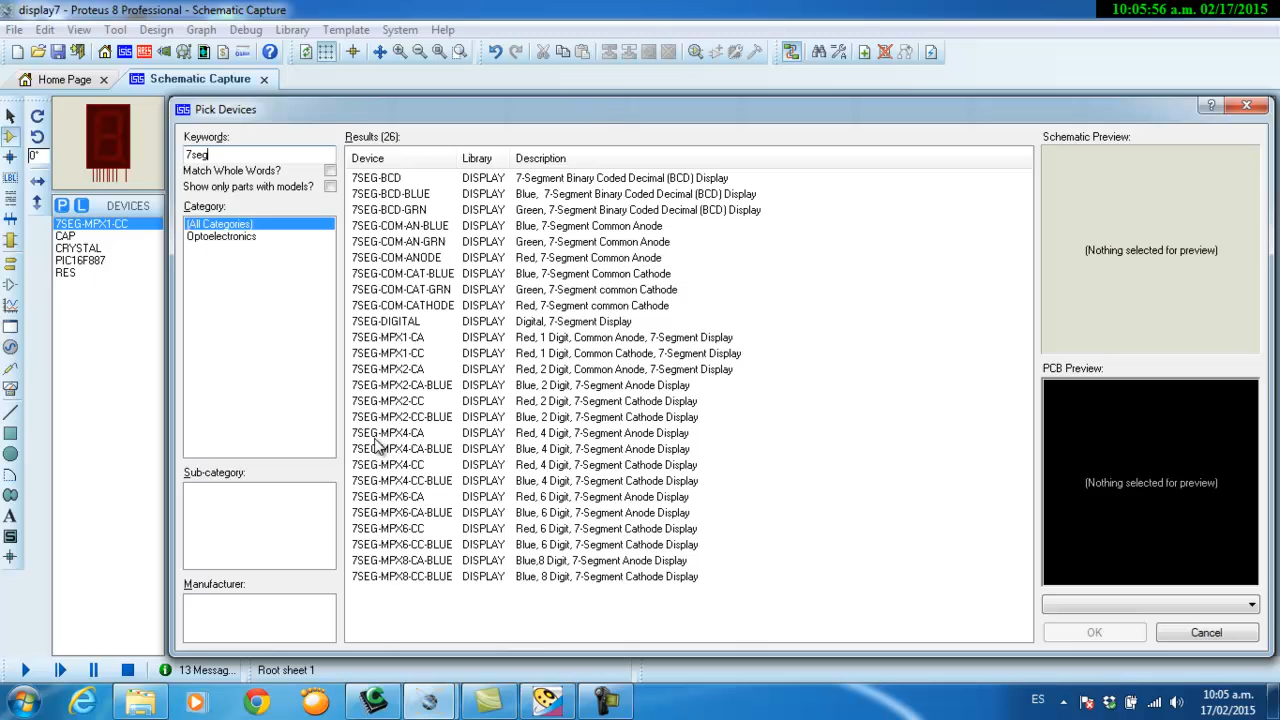 display7 - Proteus 8 Professional - Schematic Capture
10:05:56 a.m. 02/17/2015
File Edit View Tool Design Graph Debug Library Template System Help
Home Page
Schematic Capture
Pick Devices
0°
LBL
P L DEVICES
7SEG-MPX1-CC
CAP
CRYSTAL
PIC16F887
RES
Keywords:
7seg
Match Whole Words?
Show only parts with models?
Category:
(All Categories)
Optoelectronics
Sub-category:
Manufacturer:
Results (26):
Device Library Description
7SEG-BCD DISPLAY 7-Segment Binary Coded Decimal (BCD) Display
7SEG-BCD-BLUE DISPLAY Blue, 7-Segment Binary Coded Decimal (BCD) Display
7SEG-BCD-GRN DISPLAY Green, 7-Segment Binary Coded Decimal (BCD) Display
7SEG-COM-AN-BLUE DISPLAY Blue, 7-Segment Common Anode
7SEG-COM-AN-GRN DISPLAY Green, 7-Segment Common Anode
7SEG-COM-ANODE DISPLAY Red, 7-Segment Common Anode
7SEG-COM-CAT-BLUE DISPLAY Blue, 7-Segment Common Cathode
7SEG-COM-CAT-GRN DISPLAY Green, 7-Segment common Cathode
7SEG-COM-CATHODE DISPLAY Red, 7-Segment common Cathode
7SEG-DIGITAL DISPLAY Digital, 7-Segment Display
7SEG-MPX1-CA DISPLAY Red, 1 Digit, Common Anode, 7-Segment Display
7SEG-MPX1-CC DISPLAY Red, 1 Digit, Common Cathode, 7-Segment Display
7SEG-MPX2-CA DISPLAY Red, 2 Digit, Common Anode, 7-Segment Display
7SEG-MPX2-CA-BLUE DISPLAY Blue, 2 Digit, 7-Segment Anode Display
7SEG-MPX2-CC DISPLAY Red, 2 Digit, 7-Segment Cathode Display
7SEG-MPX2-CC-BLUE DISPLAY Blue, 2 Digit, 7-Segment Cathode Display
7SEG-MPX4-CA DISPLAY Red, 4 Digit, 7-Segment Anode Display
7SEG-MPX4-CA-BLUE DISPLAY Blue, 4 Digit, 7-Segment Anode Display
7SEG-MPX4-CC DISPLAY Red, 4 Digit, 7-Segment Cathode Display
7SEG-MPX4-CC-BLUE DISPLAY Blue, 4 Digit, 7-Segment Cathode Display
7SEG-MPX6-CA DISPLAY Red, 6 Digit, 7-Segment Anode Display
7SEG-MPX6-CA-BLUE DISPLAY Blue, 6 Digit, 7-Segment Anode Display
7SEG-MPX6-CC DISPLAY Red, 6 Digit, 7-Segment Cathode Display
7SEG-MPX6-CC-BLUE DISPLAY Blue, 6 Digit, 7-Segment Cathode Display
7SEG-MPX8-CA-BLUE DISPLAY Blue,8 Digit, 7-Segment Anode Display
7SEG-MPX8-CC-BLUE DISPLAY Blue, 8 Digit, 7-Segment Cathode Display
Schematic Preview:
(Nothing selected for preview)
PCB Preview:
(Nothing selected for preview)
OK Cancel
13 Messag... Root sheet 1
ES
10:05 a.m.
17/02/2015